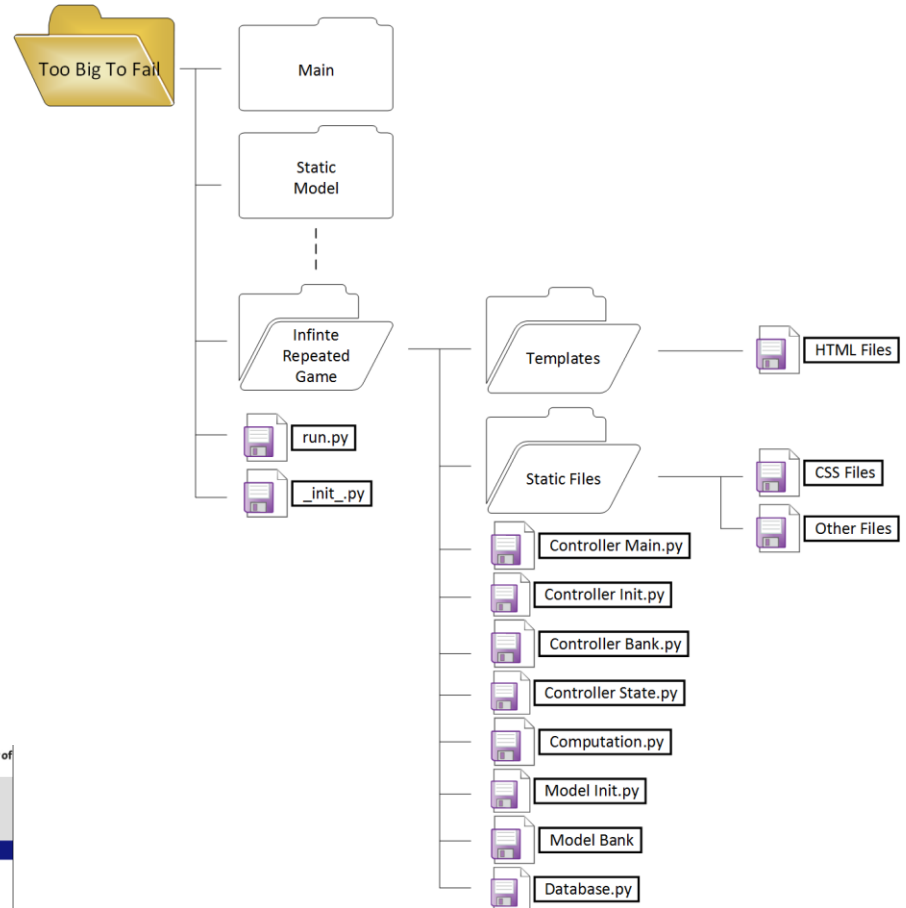 Too Big To Fail
Main
Static
Model
Infinte
Repeated
Game
run.py
_init_.py
Templates
HTML Files
Static Files
CSS Files
Other Files
Controller Main.py
Controller Init.py
Controller Bank.py
Controller State.py
Computation.py
Model Init.py
Model Bank
Database.py
of